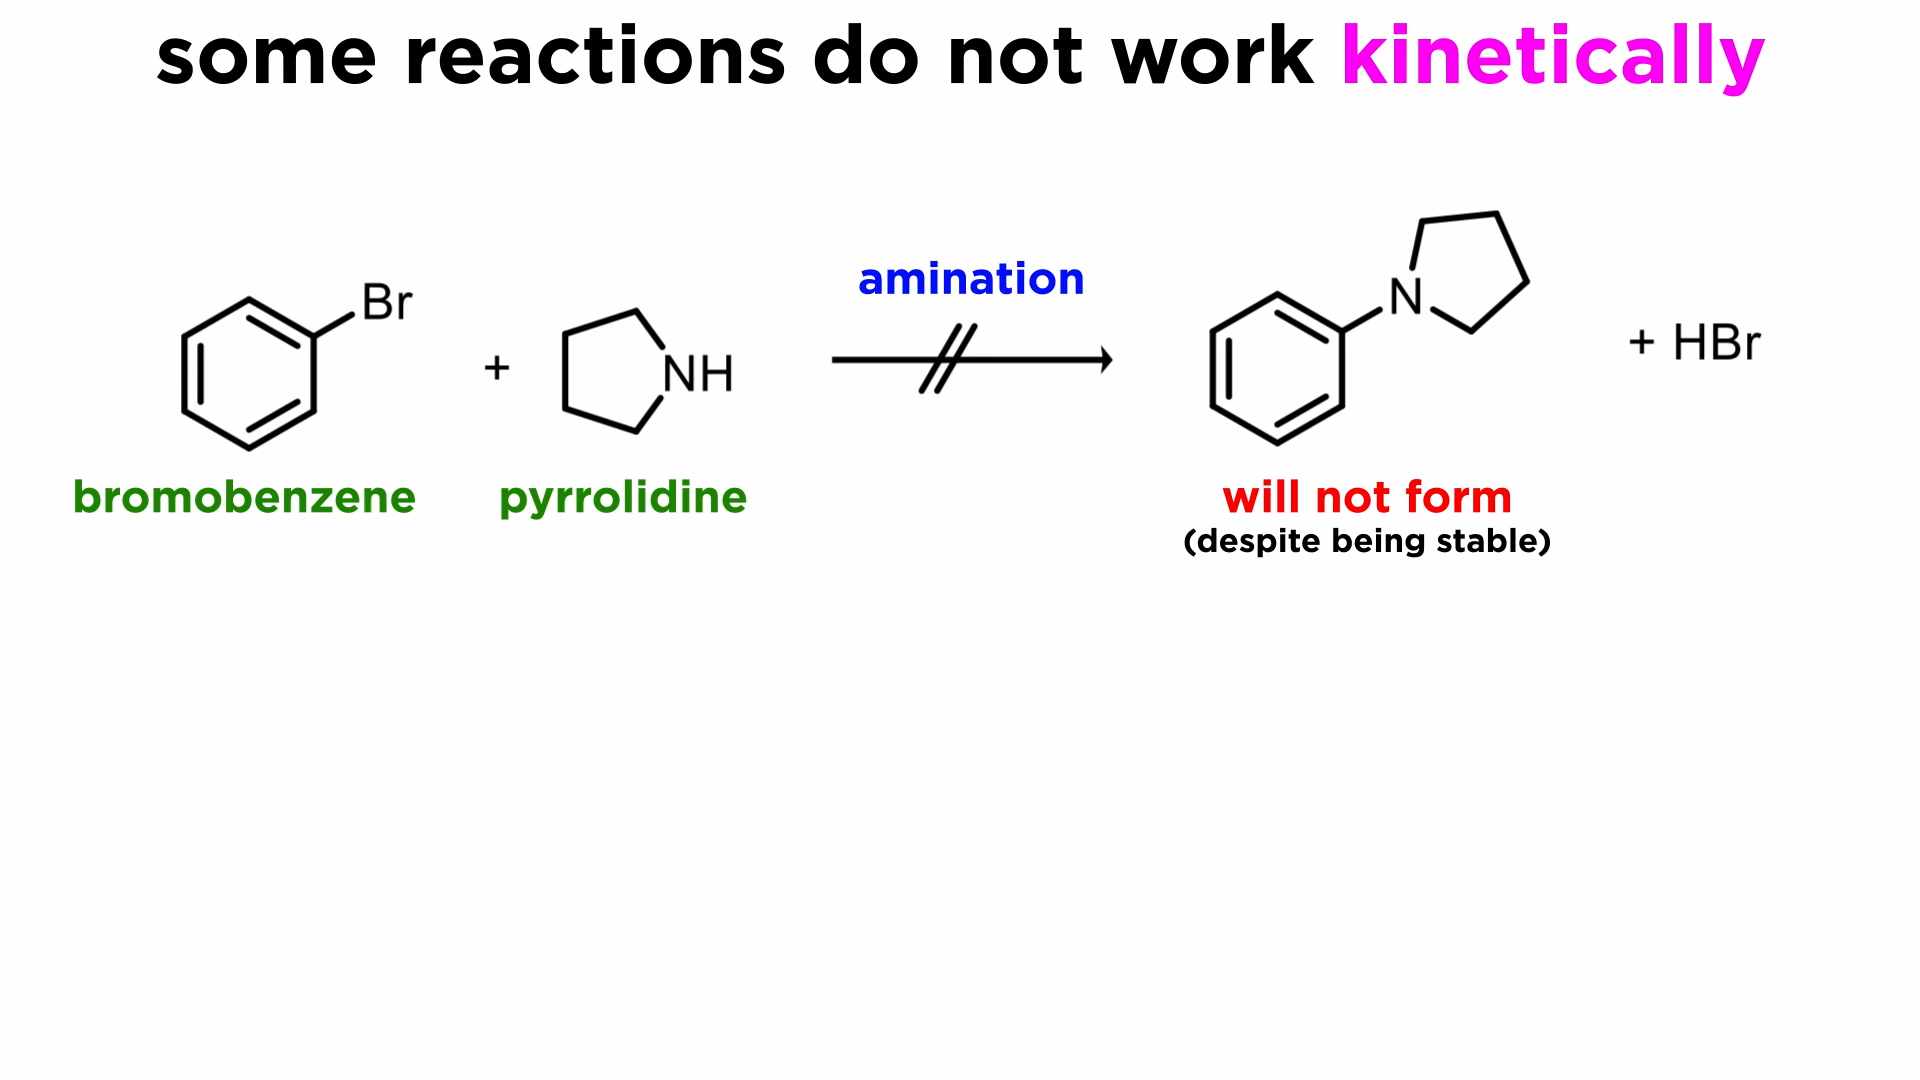 some reactions do not work kinetically
amination
Br
+
NH
N
+ HBr
bromobenzene
pyrrolidine
will not form
(despite being stable)